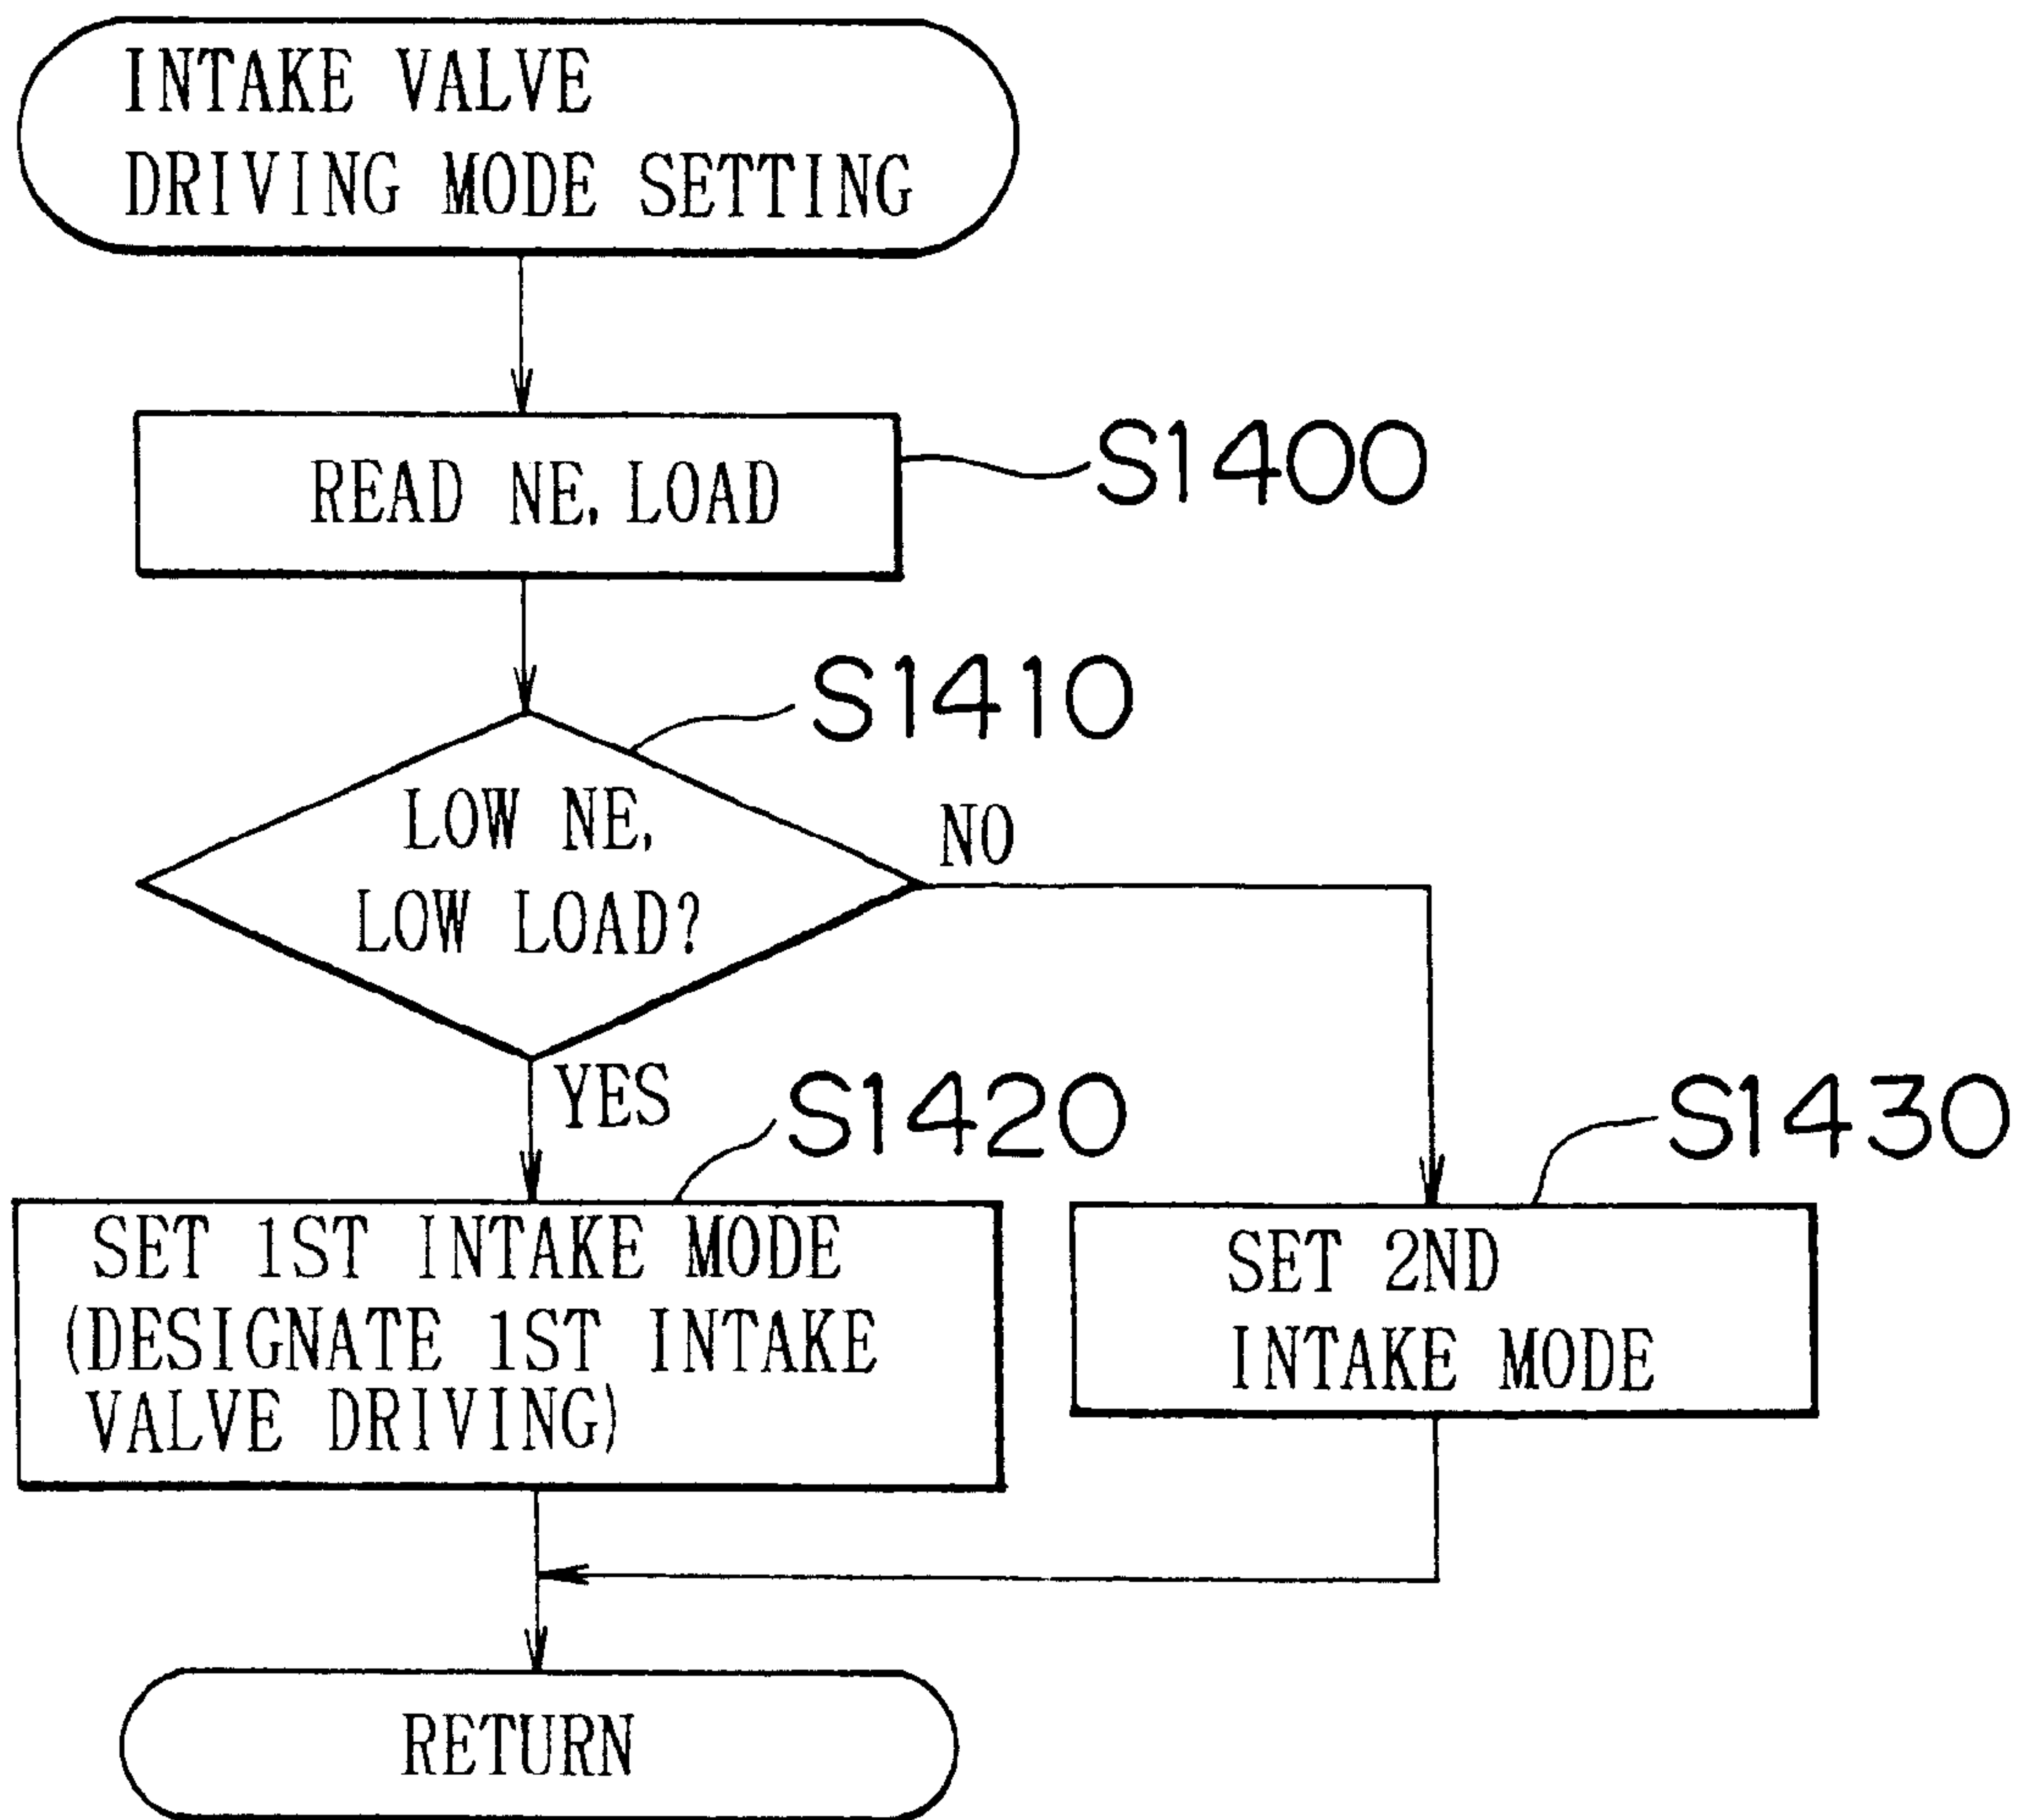 INTAKE VALVE
DRIVING MODE SETTING
READ NE, LOAD
S1400
S1410
LOW NE,
LOW LOAD?
NO
YES
S1420
S1430
SET 1ST INTAKE MODE
(DESIGNATE 1ST INTAKE
VALVE DRIVING)
SET 2ND
INTAKE MODE
RETURN